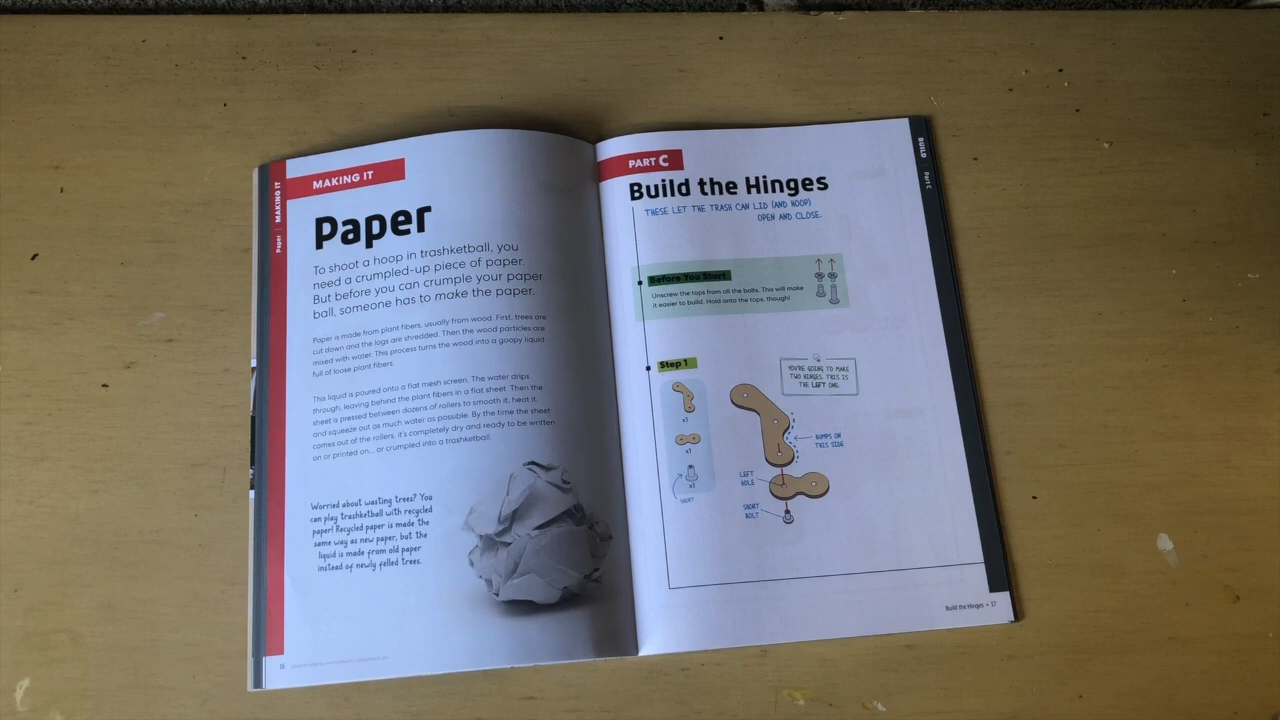 MAKING IT
Paper | MAKING IT
Paper
To shoot a hoop in trashketball, you
need a crumpled-up piece of paper.
But before you can crumple your paper
ball, someone has to make the paper.
Paper is made from plant fibers, usually from wood. First, trees are
cut down and the logs are shredded. Then the wood particles are
mixed with water. This process turns the wood into a goopy liquid
full of loose plant fibers.
This liquid is poured onto a flat mesh screen. The water drips
through, leaving behind the plant fibers in a flat sheet. Then the
sheet is pressed between dozens of rollers to smooth it, heat it,
and squeeze out as much water as possible. By the time the sheet
comes out of the rollers, it's completely dry and ready to be written
on or printed on... or crumpled into a trashketball.
Worried about wasting trees? You
can play trashketball with recycled
paper! Recycled paper is made the
same way as new paper, but the
liquid is made from old paper
instead of newly felled trees.
16
PART C
BUILD | Part C
Build the Hinges
THESE LET THE TRASH CAN LID (AND HOOP)
OPEN AND CLOSE.
Before You Start
Unscrew the tops from all the bolts. This will make
it easier to build. Hold onto the tops, though!
Step 1
x1
x1
x1
SHORT
YOU'RE GOING TO MAKE
TWO HINGES. THIS IS
THE LEFT ONE.
BUMPS ON
THIS SIDE
LEFT
HOLE
SHORT
BOLT
Build the Hinges • 17